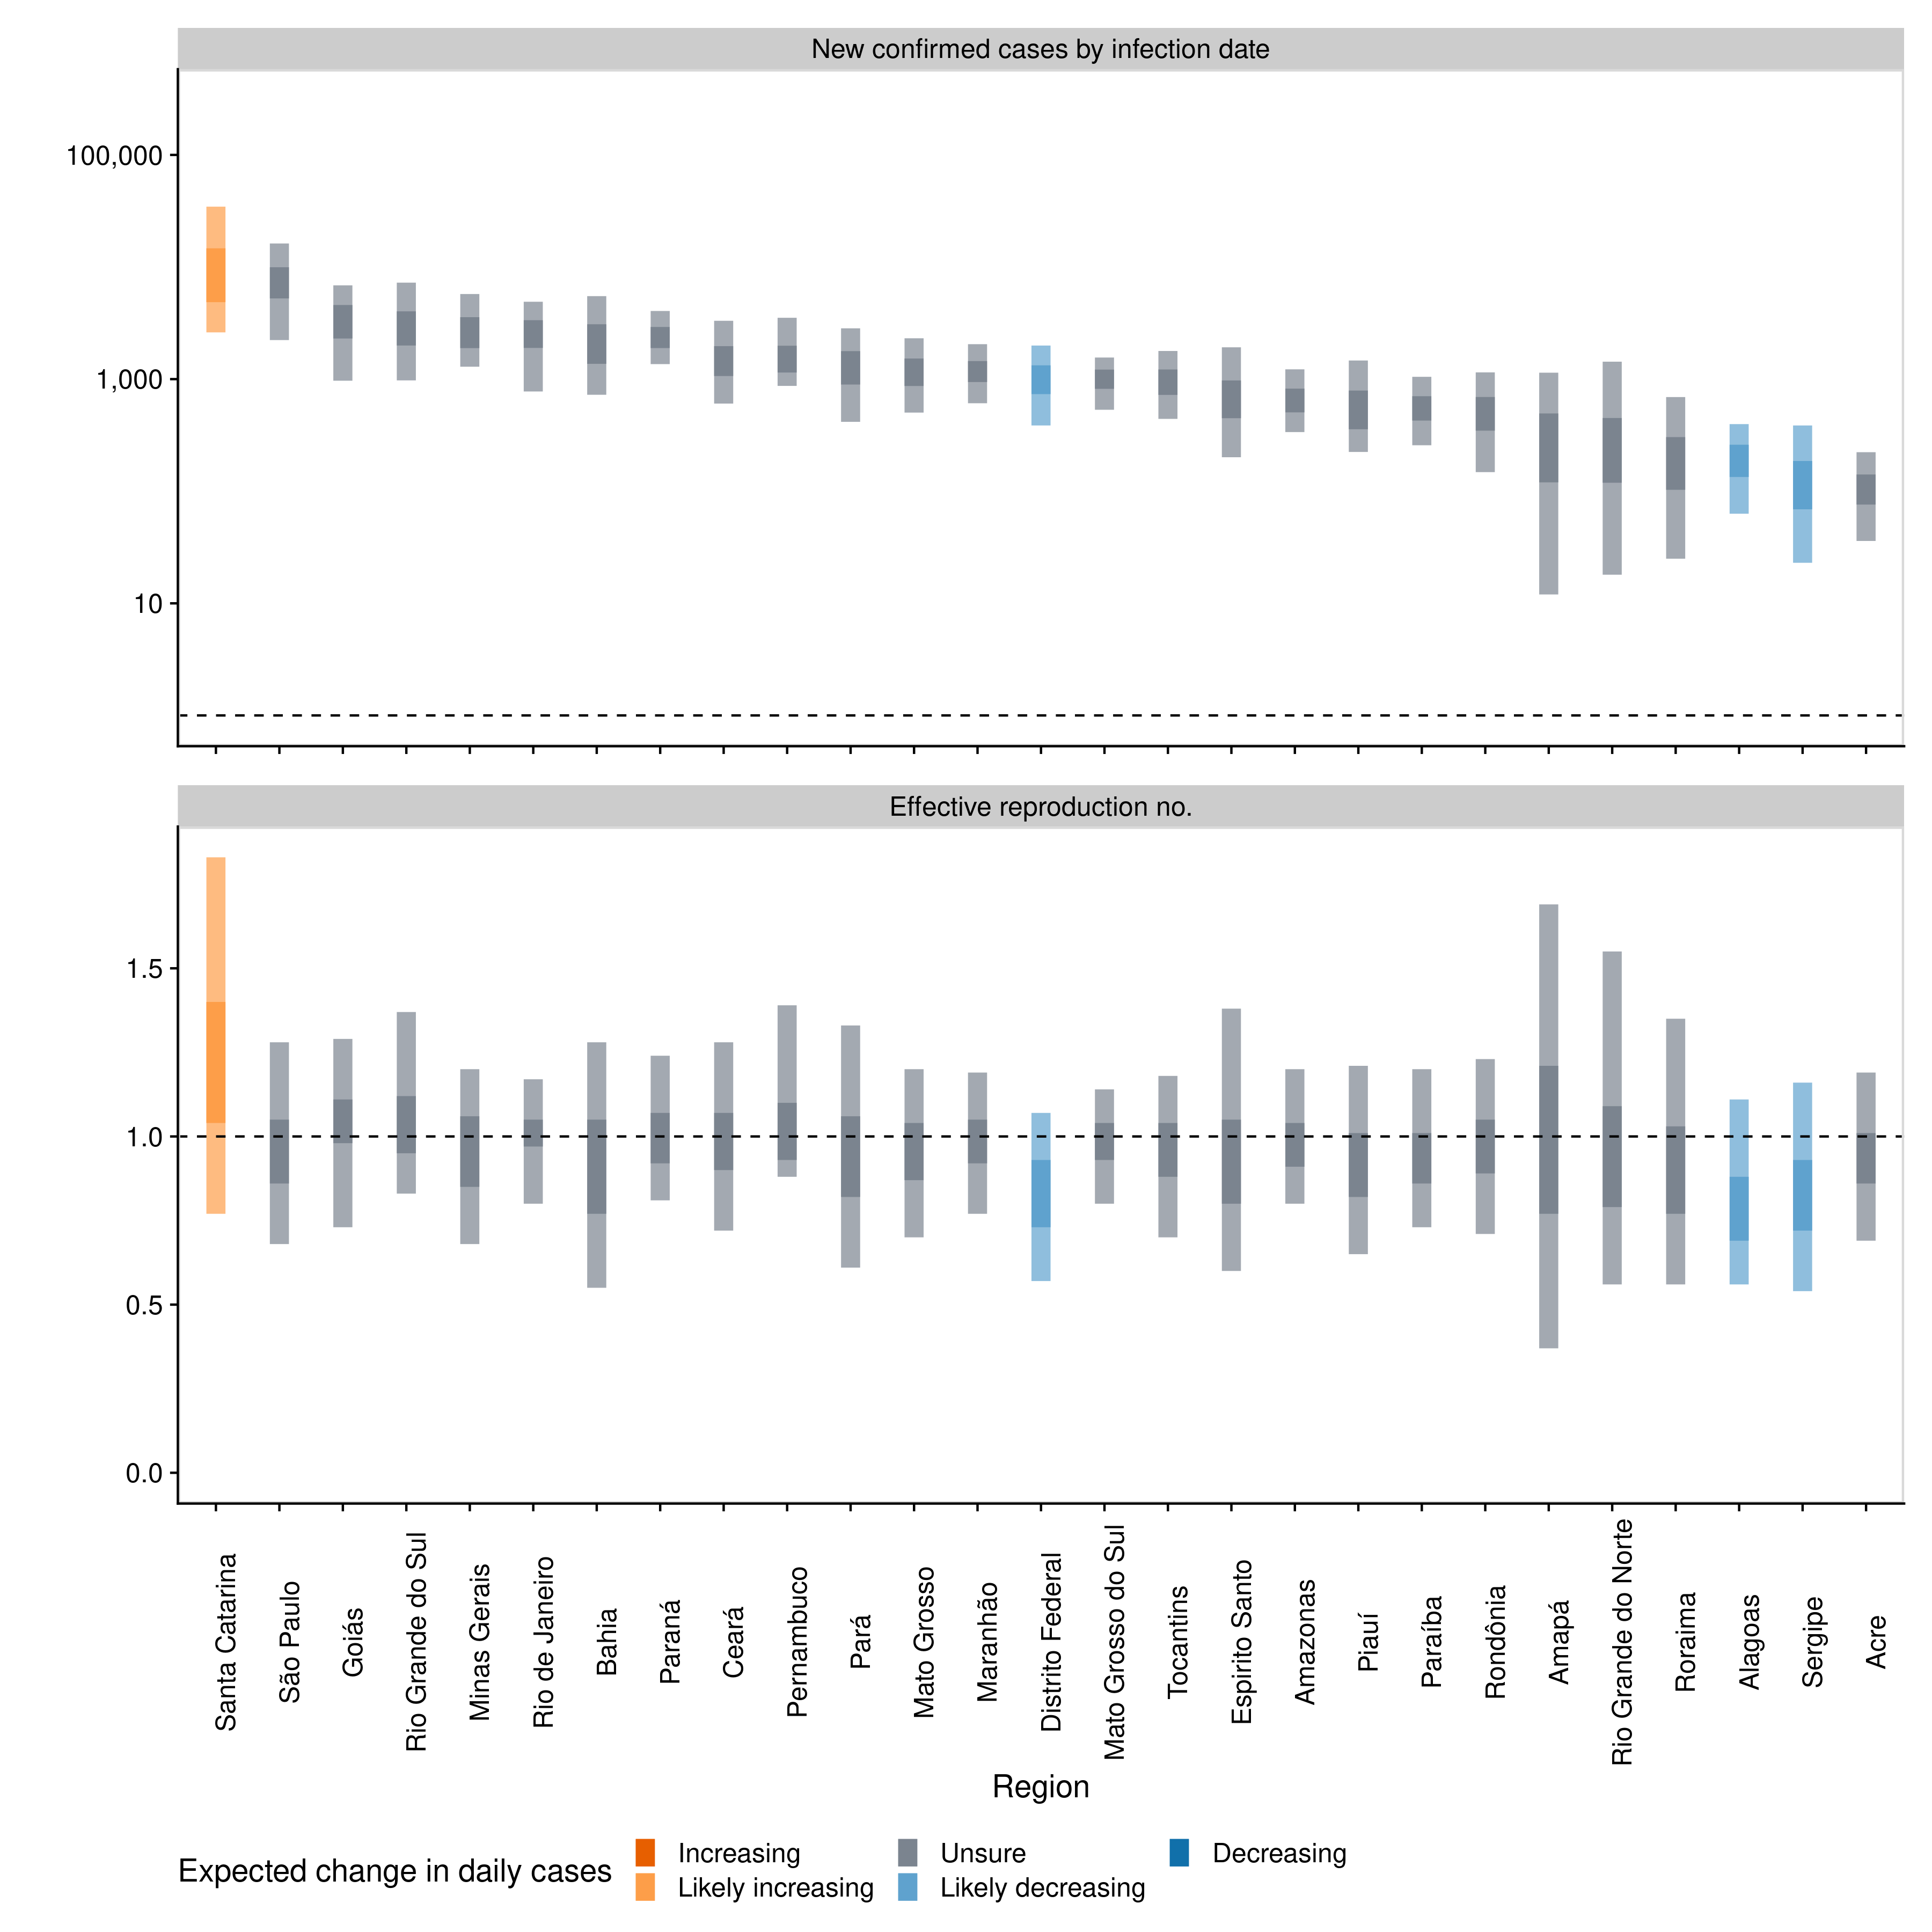 New confirmed cases by infection date
100,000
1,000
10
Effective reproduction no.
1.5
1.0
0.5
0.0
Santa Catarina
São Paulo
Goiás
Rio Grande do Sul
Minas Gerais
Rio de Janeiro
Bahia
Paraná
Ceará
Pernambuco
Pará
Mato Grosso
Maranhão
Distrito Federal
Mato Grosso do Sul
Tocantins
Espirito Santo
Amazonas
Piauí
Paraíba
Rondônia
Amapá
Rio Grande do Norte
Roraima
Alagoas
Sergipe
Acre
Region
Expected change in daily cases
Increasing
Likely increasing
Unsure
Likely decreasing
Decreasing